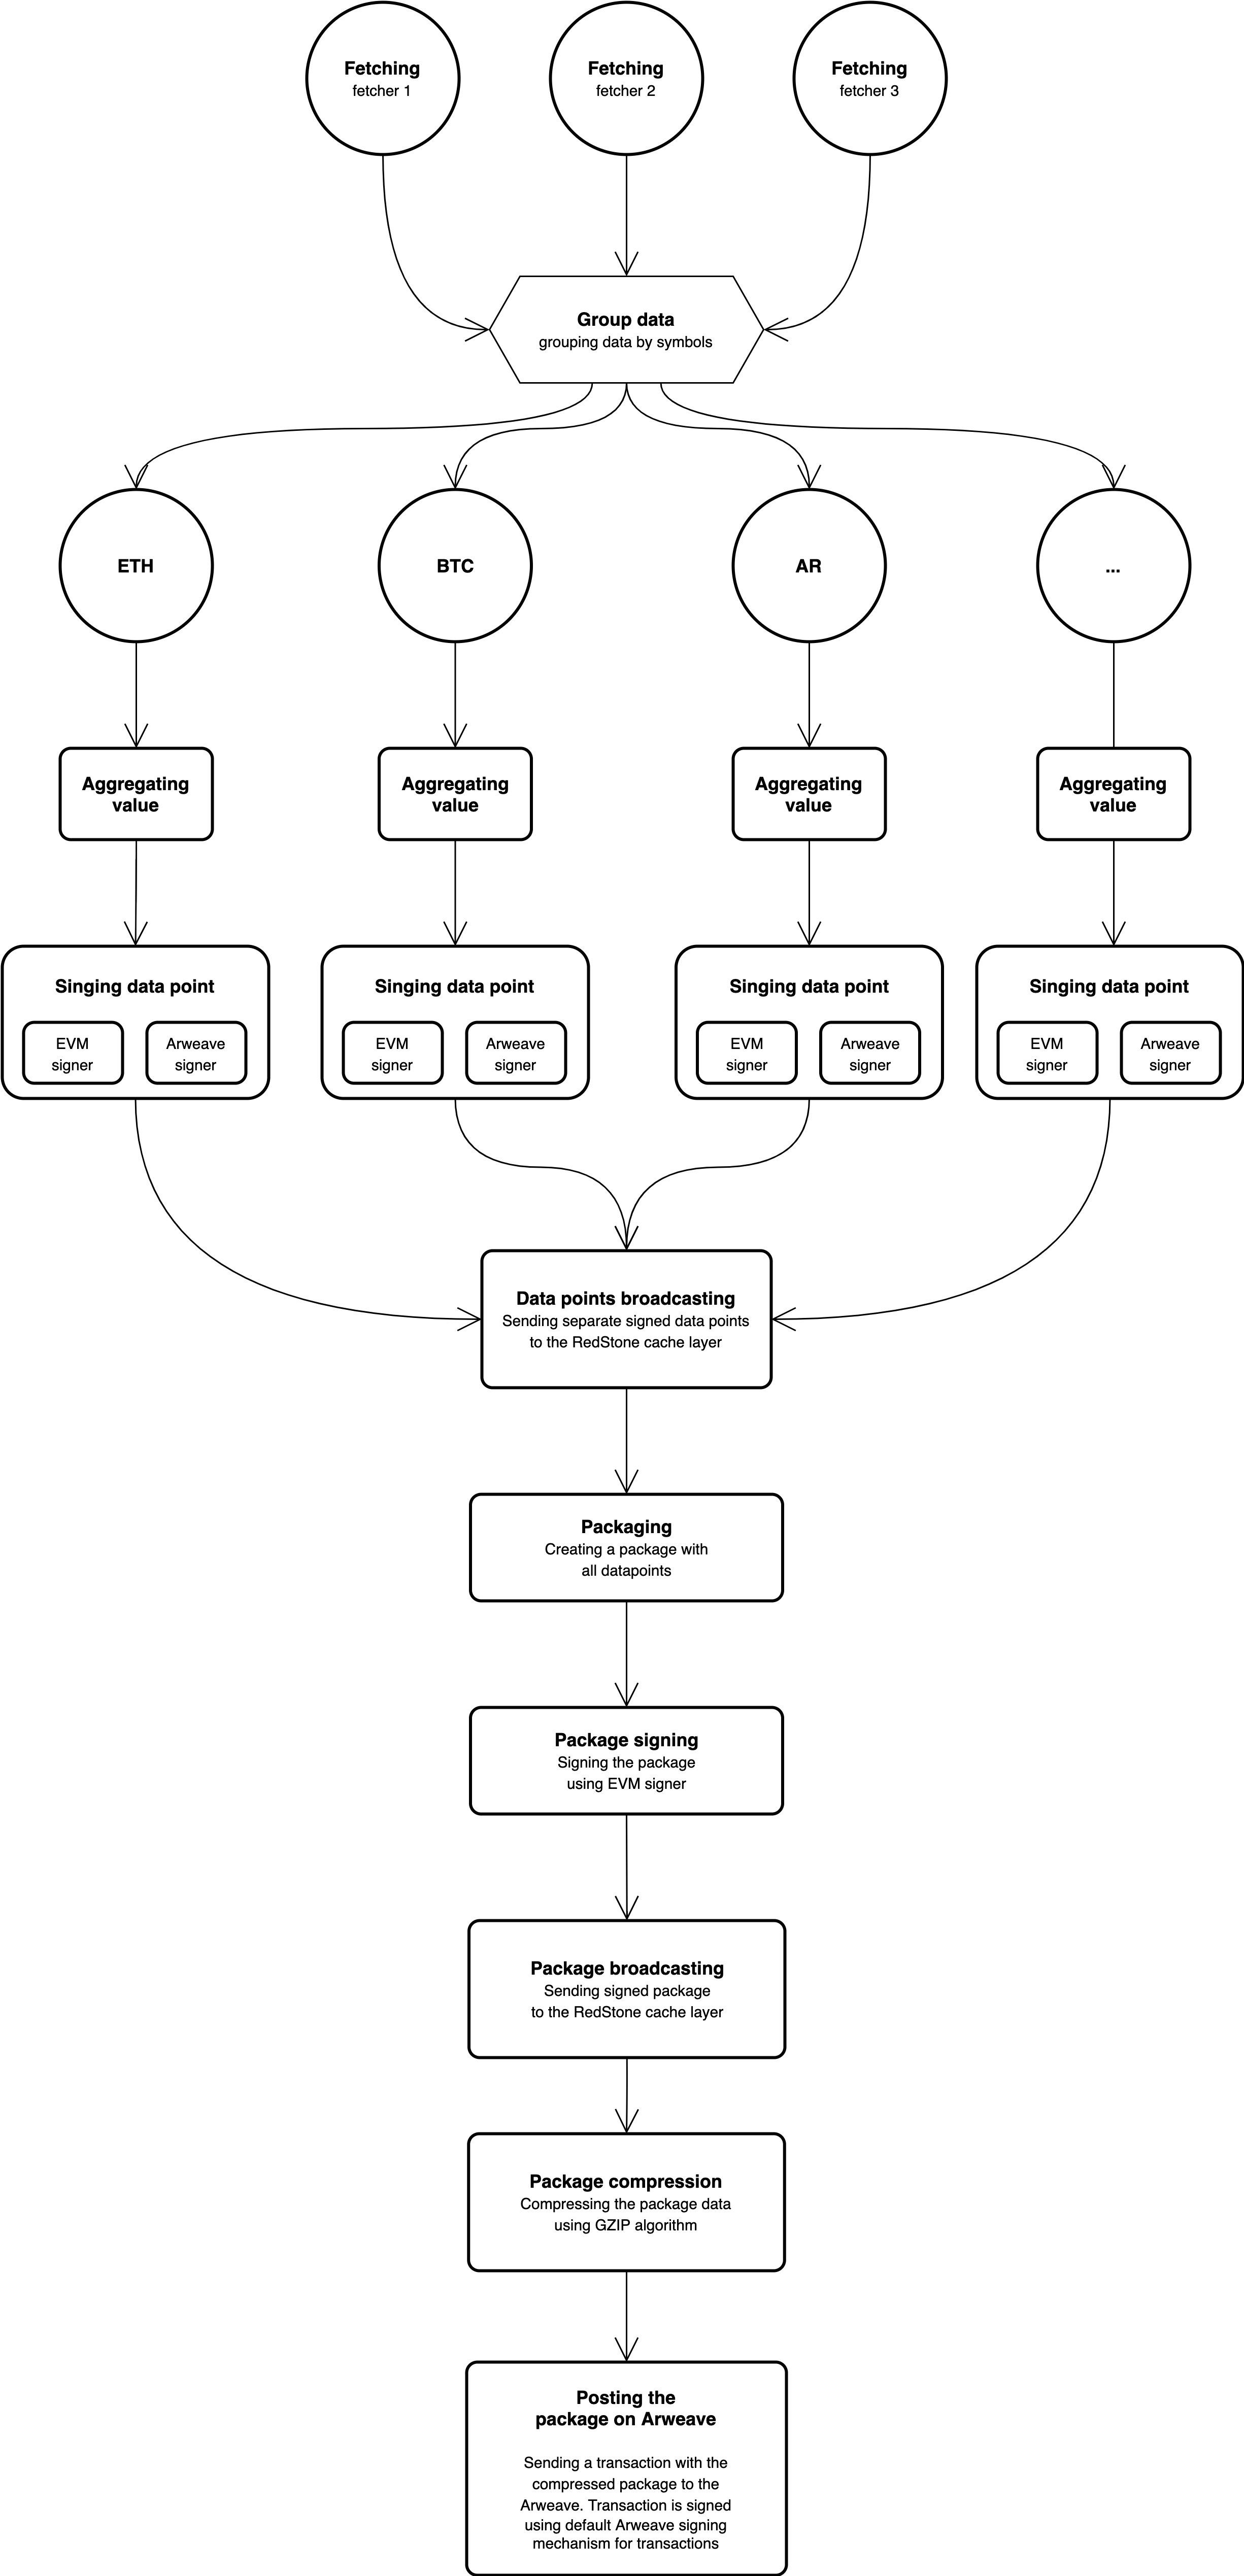 Fetching
fetcher 1
Fetching
fetcher 2
Fetching
fetcher 3
Group data
grouping data by symbols
ETH
BTC
AR
...
Aggregating
value
Aggregating
value
Aggregating
value
Aggregating
value
Singing data point
EVM
signer
Arweave
signer
Singing data point
EVM
signer
Arweave
signer
Singing data point
EVM
signer
Arweave
signer
Singing data point
EVM
signer
Arweave
signer
Data points broadcasting
Sending separate signed data points
to the RedStone cache layer
Packaging
Creating a package with
all datapoints
Package signing
Signing the package
using EVM signer
Package broadcasting
Sending signed package
to the RedStone cache layer
Package compression
Compressing the package data
using GZIP algorithm
Posting the
package on Arweave
Sending a transaction with the
compressed package to the
Arweave. Transaction is signed
using default Arweave signing
mechanism for transactions